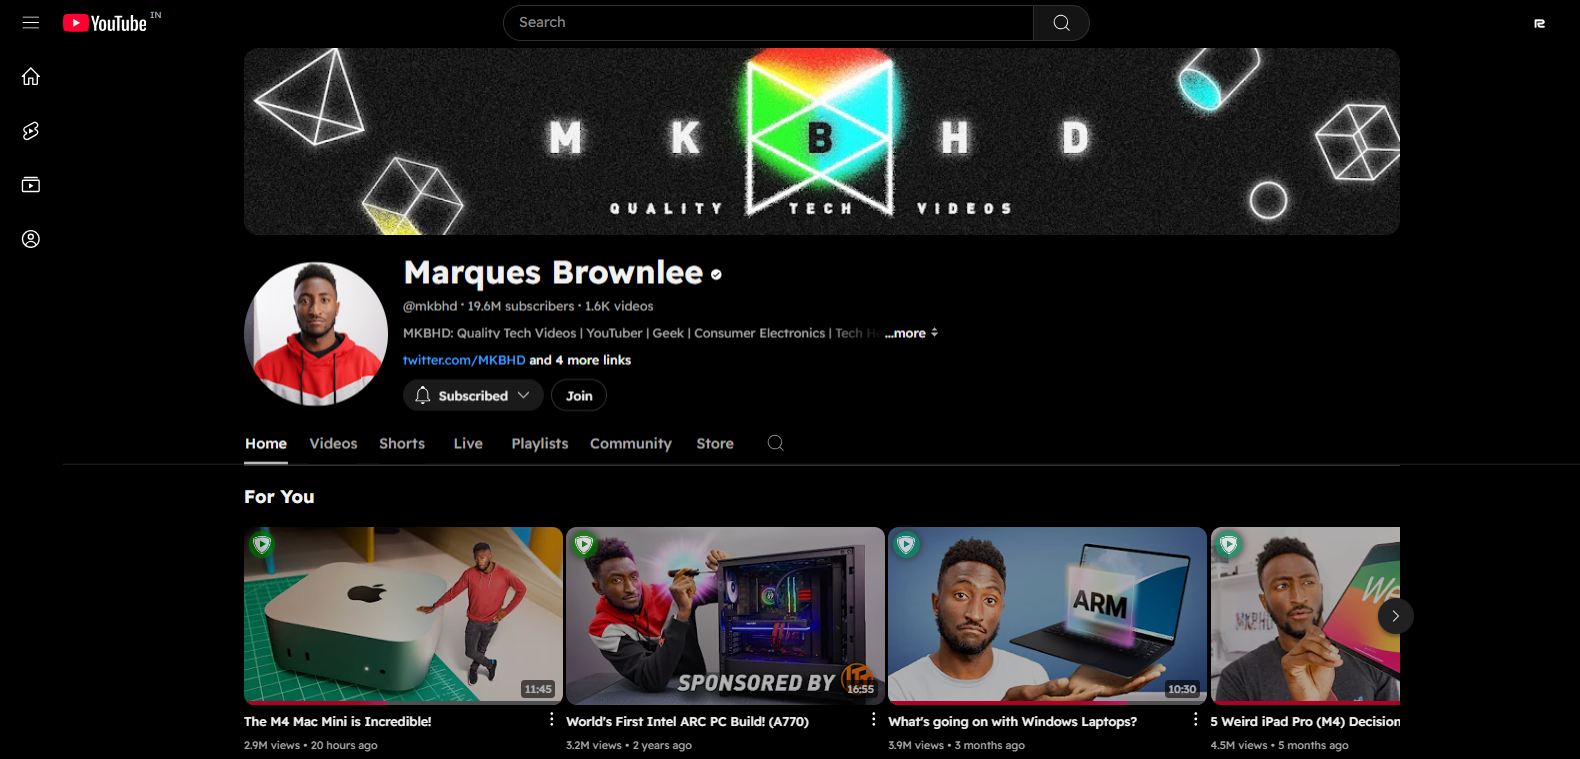 YouTube IN
Search
M K B H D
QUALITY TECH VIDEOS
Marques Brownlee
@mkbhd • 19.6M subscribers • 1.6K videos
MKBHD: Quality Tech Videos | YouTuber | Geek | Consumer Electronics | Tech He ...more
twitter.com/MKBHD and 4 more links
Subscribed Join
Home Videos Shorts Live Playlists Community Store
For You
ARM
We
MKBHD
SPONSORED BY
11:45 16:55 10:30
The M4 Mac Mini is Incredible! World's First Intel ARC PC Build! (A770) What's going on with Windows Laptops? 5 Weird iPad Pro (M4) Decision
2.9M views • 20 hours ago 3.2M views • 2 years ago 3.9M views • 3 months ago 4.5M views • 5 months ago